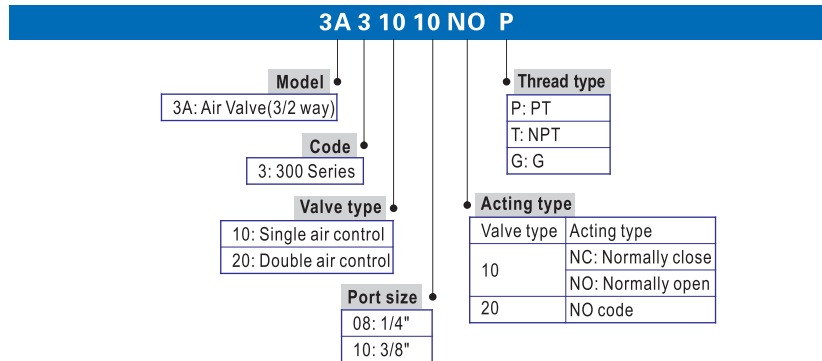 3A 3 10 10 NO P
Model
3A: Air Valve(3/2 way)
Code
3: 300 Series
Valve type
10: Single air control
20: Double air control
Port size
08: 1/4"
10: 3/8"
Thread type
P: PT
T: NPT
G: G
Acting type
Valve type Acting type
10
NC: Normally close
NO: Normally open
20 NO code